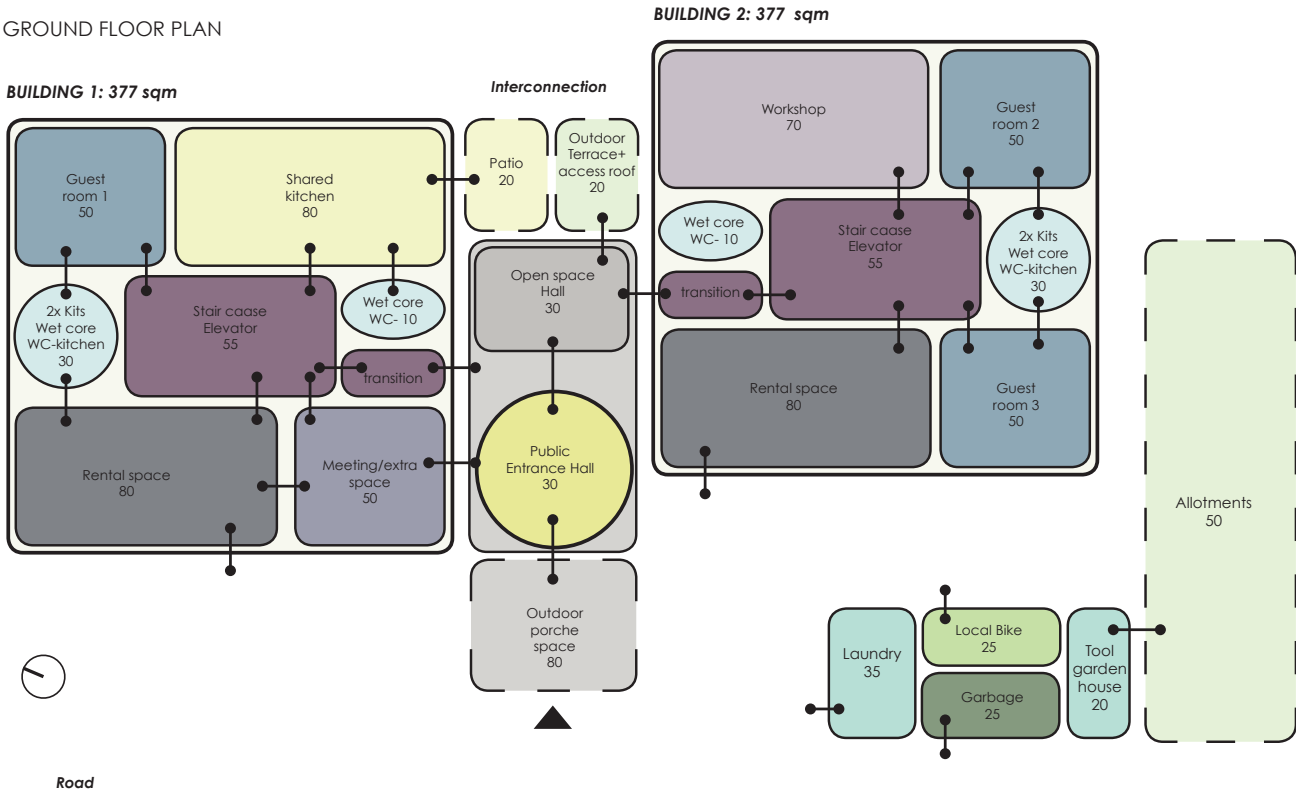 GROUND FLOOR PLAN
BUILDING 1: 377 sqm
Guest
room 1
50
Shared
kitchen
80
2x Kits
Wet core
WC-kitchen
30
Stair caase
Elevator
55
Wet core
WC- 10
transition
Rental space
80
Meeting/extra
space
50
Interconnection
Patio
20
Outdoor
Terrace+
access roof
20
Open space
Hall
30
Public
Entrance Hall
30
Outdoor
porche
space
80
BUILDING 2: 377 sqm
Workshop
70
Guest
room 2
50
Wet core
WC- 10
Stair caase
Elevator
55
2x Kits
Wet core
WC-kitchen
30
transition
Rental space
80
Guest
room 3
50
Allotments
50
Laundry
35
Local Bike
25
Garbage
25
Tool
garden
house
20
Road